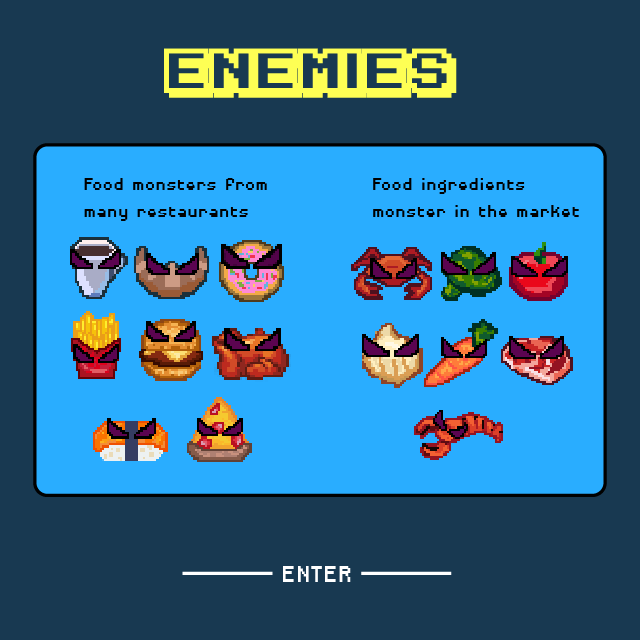 ENEMIES
Food monsters from
many restaurants
Food ingredients
monster in the market
ENTER